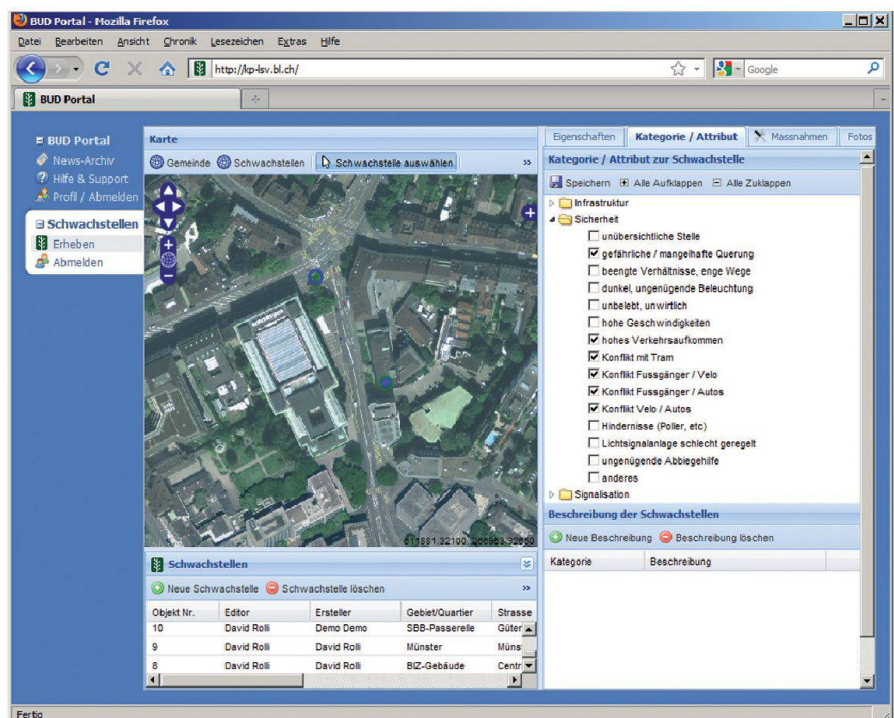 BUD Portal - Mozilla Firefox
Datei Bearbeiten Ansicht Chronik Lesezeichen Extras Hilfe
http://kp-lsv.bl.ch/
Google
BUD Portal
BUD Portal
News-Archiv
Hilfe & Support
Profil / Abmelden
Schwachstellen
Erheben
Abmelden
Karte
Gemeinde Schwachstellen Schwachstelle auswählen »
Schwachstellen
Neue Schwachstelle Schwachstelle löschen »
Objekt Nr. Editor Ersteller Gebiet/Quartier Strasse
10 David Rolli Demo Demo SBB-Passerelle Güter
9 David Rolli David Rolli Münster Müns
8 David Rolli David Rolli BIZ-Gebäude Centr
Eigenschaften Kategorie / Attribut Massnahmen Fotos
Kategorie / Attribut zur Schwachstelle
Speichern Alle Aufklappen Alle Zuklappen
Infrastruktur
Sicherheit
unübersichtliche Stelle
gefährliche / mangelhafte Querung
beengte Verhältnisse, enge Wege
dunkel, ungenügende Beleuchtung
unbelebt, unwirtlich
hohe Geschwindigkeiten
hohes Verkehrsaufkommen
Konflikt mit Tram
Konflikt Fussgänger / Velo
Konflikt Fussgänger / Autos
Konflikt Velo / Autos
Hindernisse (Poller, etc)
Lichtsignalanlage schlecht geregelt
ungenügende Abbiegehilfe
anderes
Signalisation
Beschreibung der Schwachstellen
Neue Beschreibung Beschreibung löschen
Kategorie Beschreibung
Fertig